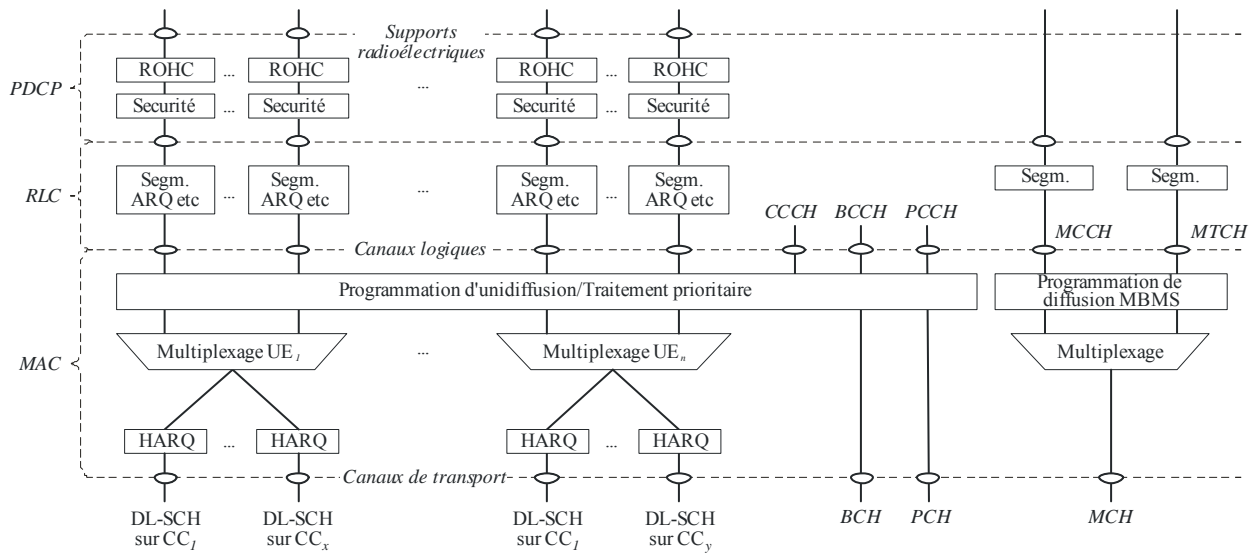 Supports
radioélectriques
PDCP
ROHC ... ROHC ... ROHC ... ROHC
Securité ... Securité Securité ... Securité
RLC
Segm.
ARQ etc
...
Segm.
ARQ etc
...
Segm.
ARQ etc
...
Segm.
ARQ etc
Segm.
Segm.
CCCH BCCH PCCH
Canaux logiques
MCCH
MTCH
MAC
Programmation d'unidiffusion/Traitement prioritaire
Programmation de
diffusion MBMS
Multiplexage UE1
...
Multiplexage UEn
Multiplexage
HARQ ... HARQ HARQ ... HARQ
Canaux de transport
DL-SCH
sur CC1
DL-SCH
sur CCx
DL-SCH
sur CC1
DL-SCH
sur CCy
BCH
PCH
MCH